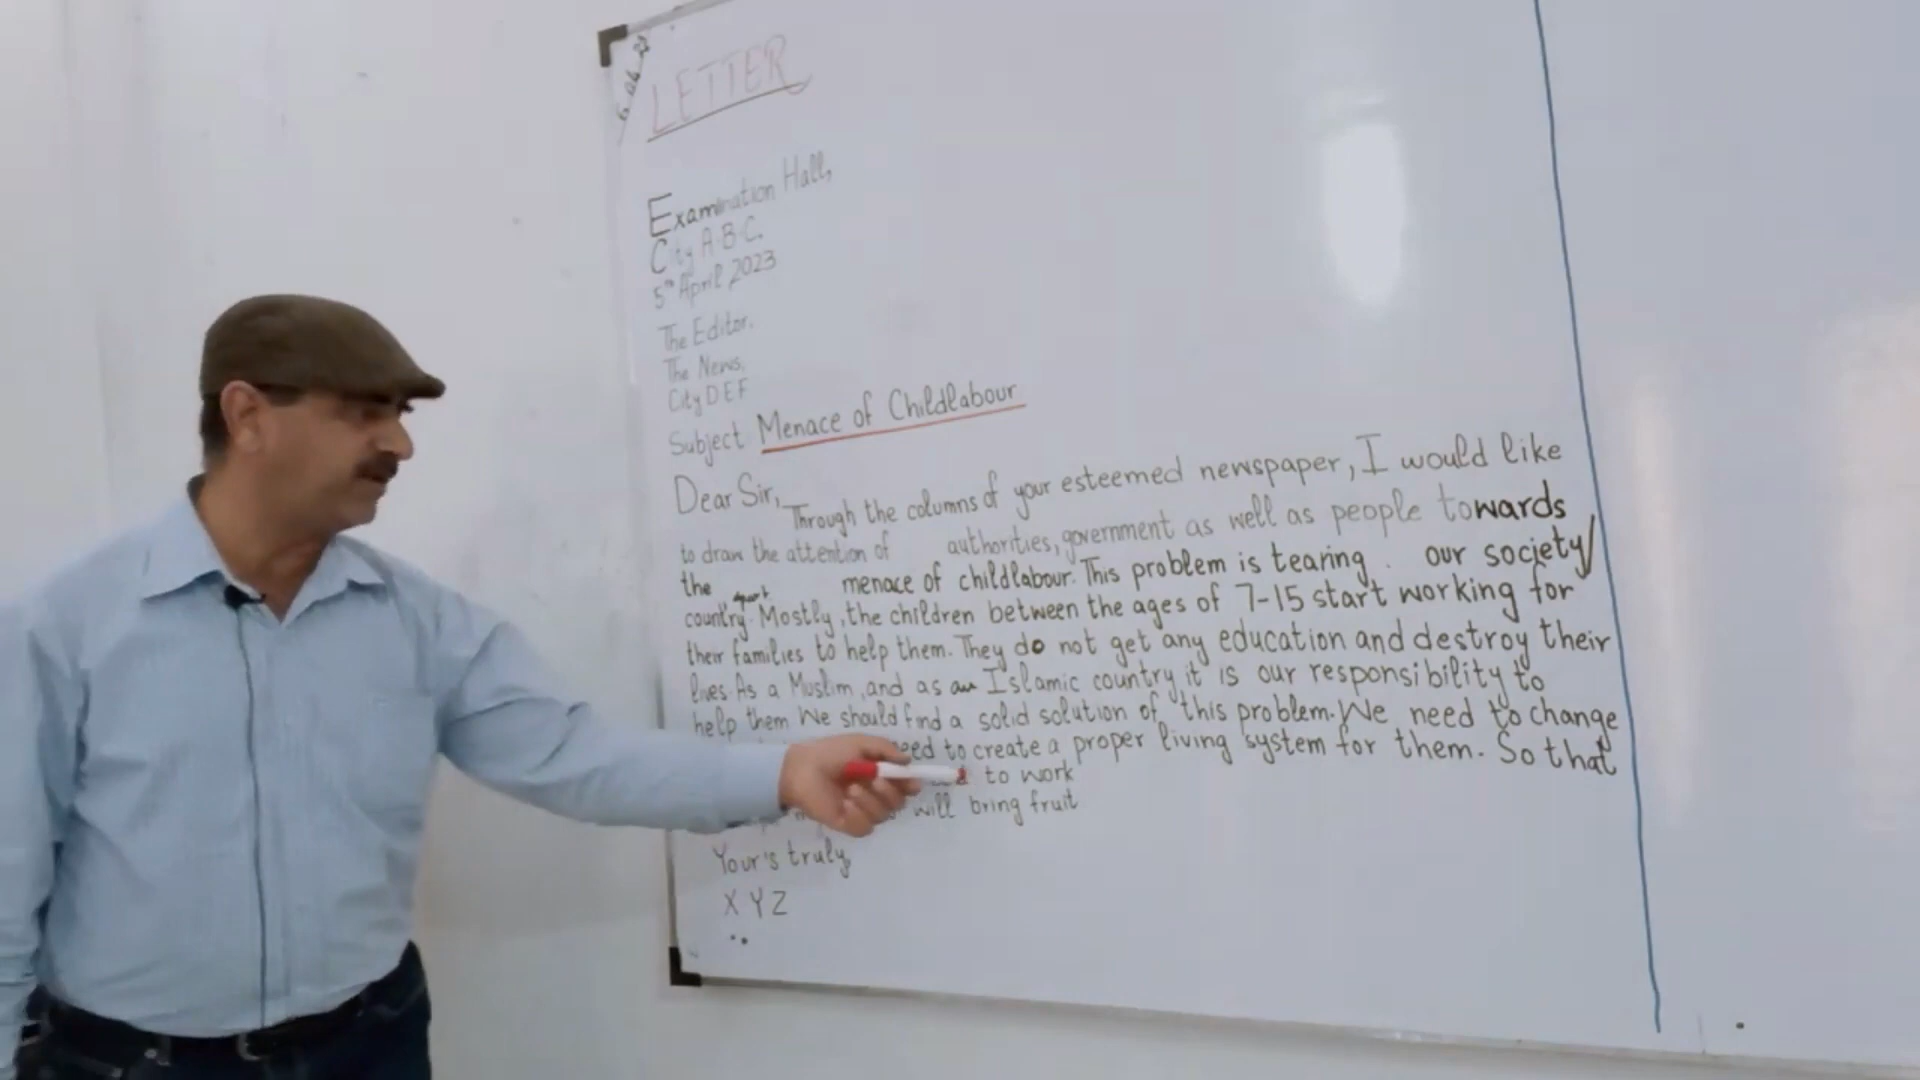 LETTER
Examination Hall,
City A.B.C.
5th April 2023
The Editor.
The News.
City DEF
Subject Menace of Childlabour
Dear Sir,
Through the columns of your esteemed newspaper, I would like
to draw the attention of authorities, government as well as people towards
the menace of childlabour. This problem is tearing our society/
apart
country. Mostly, the children between the ages of 7-15 start working for
their families to help them. They do not get any education and destroy their
lives. As a Muslim, and as an Islamic country it is our responsibility to
help them We should find a solid solution of this problem. We need to change
need to create a proper living system for them. So that
to work
will bring fruit
Your's truly,
X Y Z